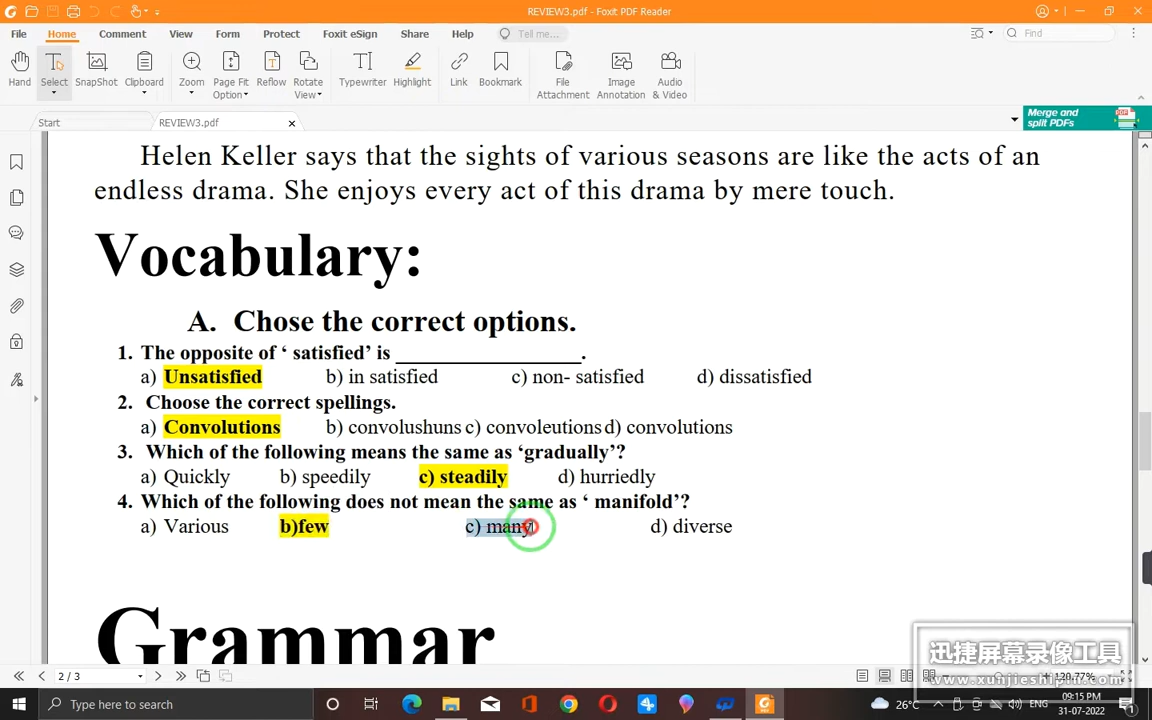 REVIEW3.pdf - Foxit PDF Reader
File Home Comment View Form Protect Foxit eSign Share Help Tell me... Find
Hand Select SnapShot Clipboard Zoom Page Fit Option Reflow Rotate View Typewriter Highlight Link Bookmark File Attachment Image Annotation Audio & Video
Start REVIEW3.pdf Merge and split PDFs
Helen Keller says that the sights of various seasons are like the acts of an
endless drama. She enjoys every act of this drama by mere touch.
Vocabulary:
A. Chose the correct options.
1. The opposite of ‘ satisfied’ is __________________.
a) Unsatisfied b) in satisfied c) non- satisfied d) dissatisfied
2. Choose the correct spellings.
a) Convolutions b) convolushuns c) convoleutions d) convolutions
3. Which of the following means the same as ‘gradually’?
a) Quickly b) speedily c) steadily d) hurriedly
4. Which of the following does not mean the same as ‘ manifold’?
a) Various b)few c) many d) diverse
Grammar
迅捷屏幕录像工具
www.xunjieshipin.com
2 / 3 120.77%
Type here to search 26°C ENG 09:15 PM
31-07-2022